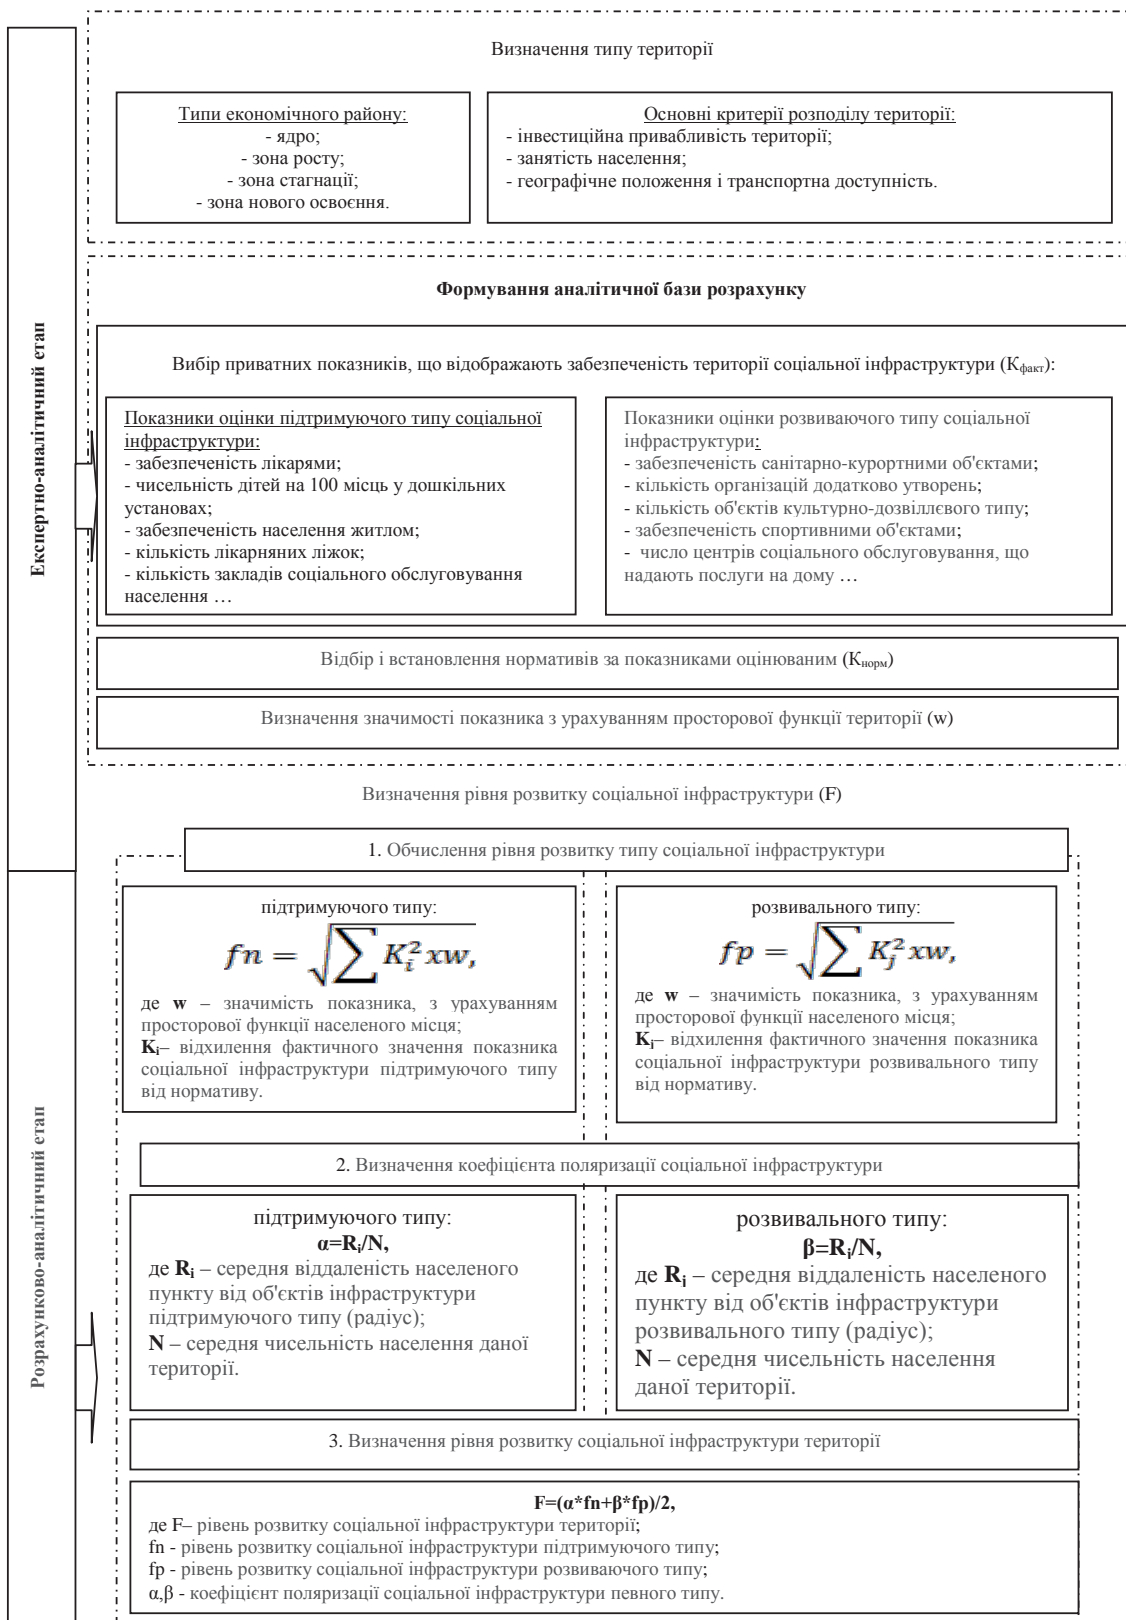 Експертно-аналітичний етап
Визначення типу території
Типи економічного району:
- ядро;
- зона росту;
- зона стагнації;
- зона нового освоєння.
Основні критерії розподілу території:
- інвестиційна привабливість території;
- занятість населення;
- географічне положення і транспортна доступність.
Формування аналітичної бази розрахунку
Вибір приватних показників, що відображають забезпеченість території соціальної інфраструктури (Кфакт):
Показники оцінки підтримуючого типу соціальної
інфраструктури:
- забезпеченість лікарями;
- чисельність дітей на 100 місць у дошкільних
установах;
- забезпеченість населення житлом;
- кількість лікарняних ліжок;
- кількість закладів соціального обслуговування
населення …
Показники оцінки розвиваючого типу соціальної
інфраструктури:
- забезпеченість санітарно-курортними об'єктами;
- кількість організацій додатково утворень;
- кількість об'єктів культурно-дозвіллєвого типу;
- забезпеченість спортивними об'єктами;
- число центрів соціального обслуговування, що
надають послуги на дому …
Відбір і встановлення нормативів за показниками оцінюваним (Кнорм)
Визначення значимості показника з урахуванням просторової функції території (w)
Розрахунково-аналітичний етап
Визначення рівня розвитку соціальної інфраструктури (F)
1. Обчислення рівня розвитку типу соціальної інфраструктури
підтримуючого типу:
fn = √∑ K_i^2 xw,
де w – значимість показника, з урахуванням
просторової функції населеного місця;
Ki– відхилення фактичного значення показника
соціальної інфраструктури підтримуючого типу
від нормативу.
розвивального типу:
fp = √∑ K_j^2 xw,
де w – значимість показника, з урахуванням
просторової функції населеного місця;
Ki– відхилення фактичного значення показника
соціальної інфраструктури розвивального типу
від нормативу.
2. Визначення коефіцієнта поляризації соціальної інфраструктури
підтримуючого типу:
α=Ri/N,
де Ri – середня віддаленість населеного
пункту від об'єктів інфраструктури
підтримуючого типу (радіус);
N – середня чисельність населення даної
території.
розвивального типу:
β=Ri/N,
де Ri – середня віддаленість населеного
пункту від об'єктів інфраструктури
розвивального типу (радіус);
N – середня чисельність населення
даної території.
3. Визначення рівня розвитку соціальної інфраструктури території
F=(α*fn+β*fp)/2,
де F– рівень розвитку соціальної інфраструктури території;
fn - рівень розвитку соціальної інфраструктури підтримуючого типу;
fp - рівень розвитку соціальної інфраструктури розвиваючого типу;
α,β - коефіцієнт поляризації соціальної інфраструктури певного типу.